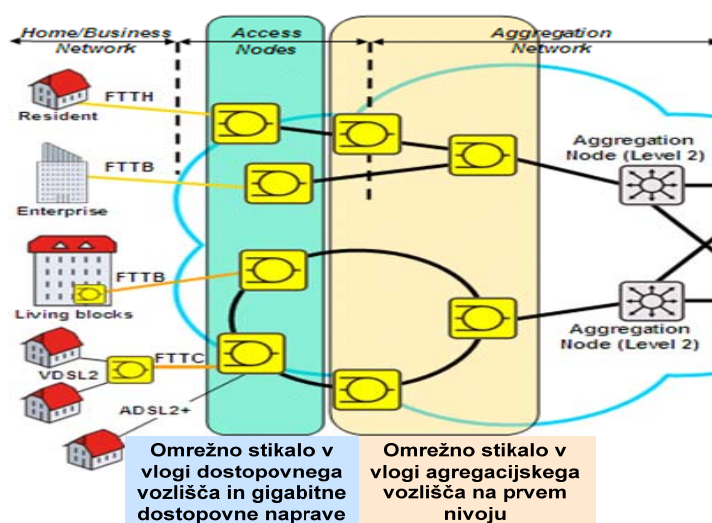 Home/Business
Network
Access
Nodes
Aggregation
Network
FTTH
Resident
FTTB
Enterprise
FTTB
Living blocks
FTTC
VDSL2
ADSL2+
Aggregation
Node (Level 2)
Aggregation
Node (Level 2)
Omrežno stikalo v
vlogi dostopovnega
vozlišča in gigabitne
dostopovne naprave
Omrežno stikalo v
vlogi agregacijskega
vozlišča na prvem
nivoju